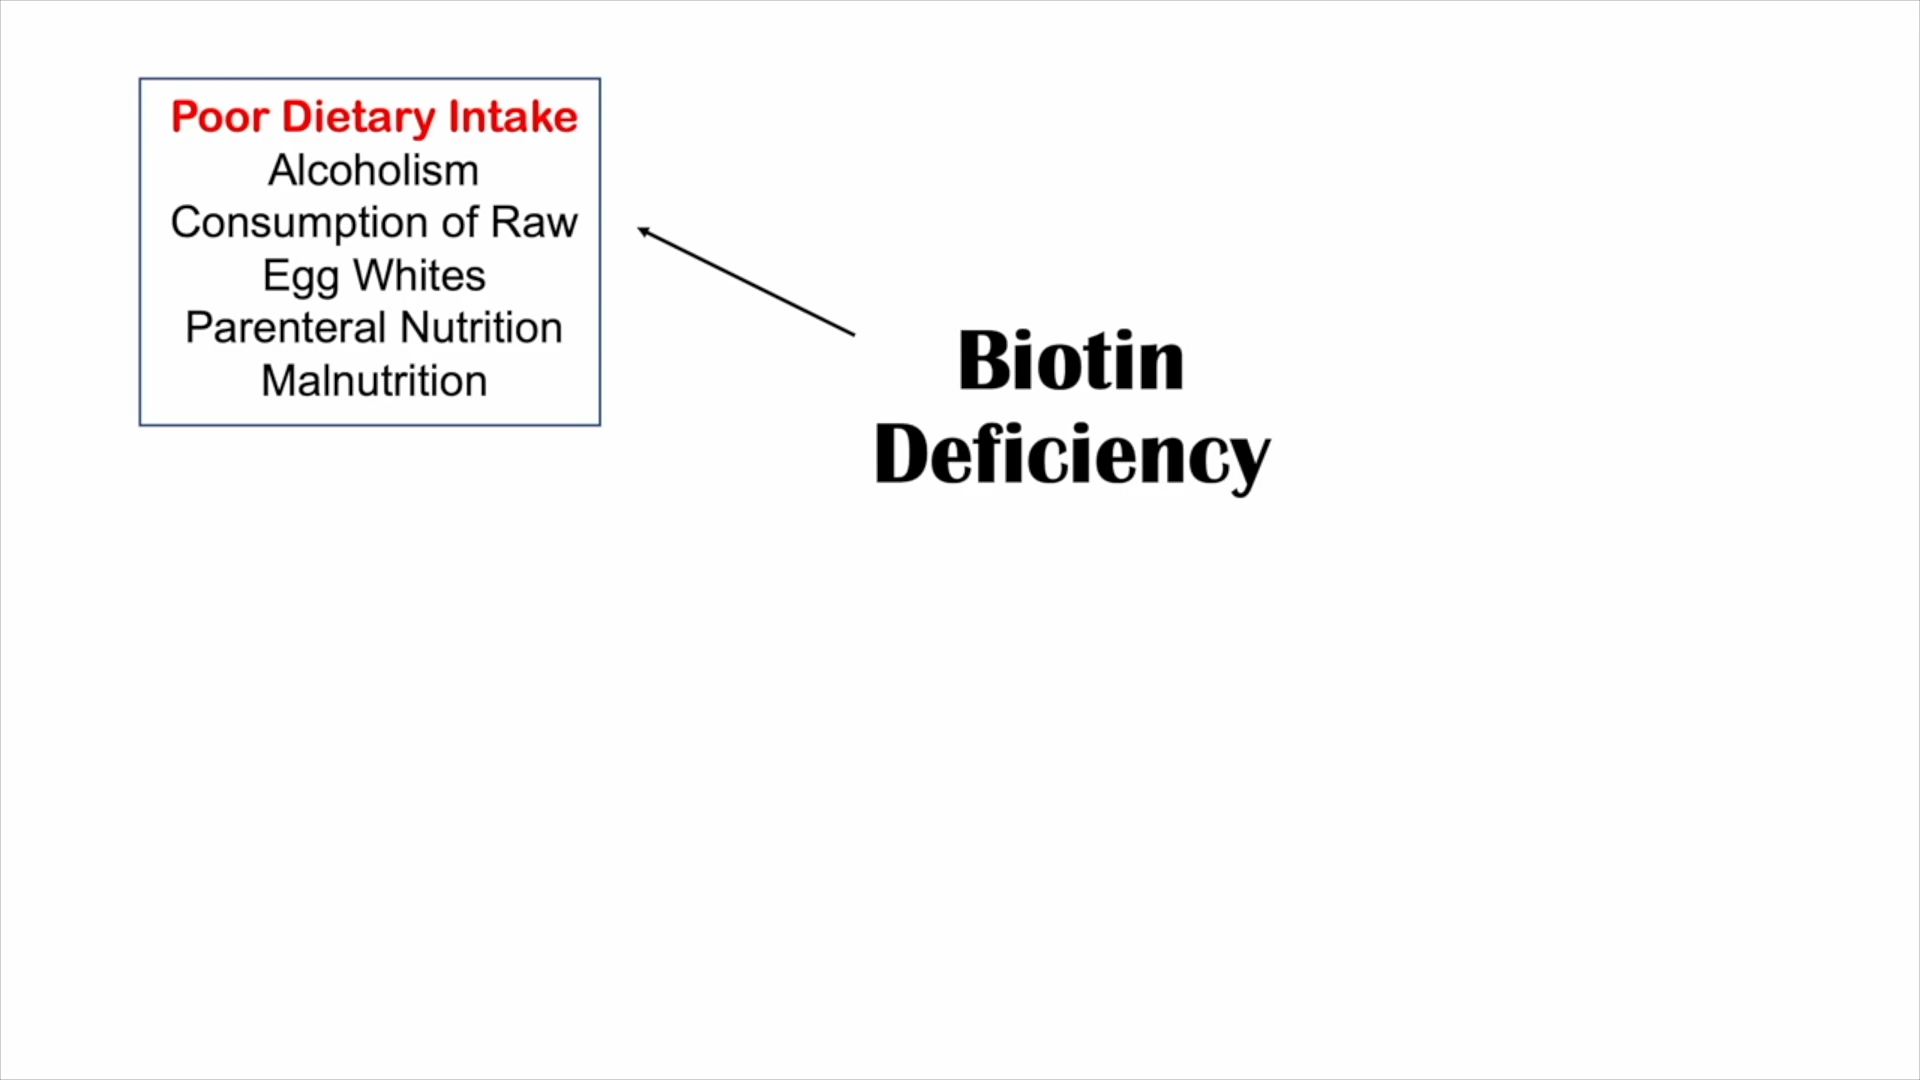 Poor Dietary Intake
Alcoholism
Consumption of Raw
Egg Whites
Parenteral Nutrition
Malnutrition
Biotin
Deficiency